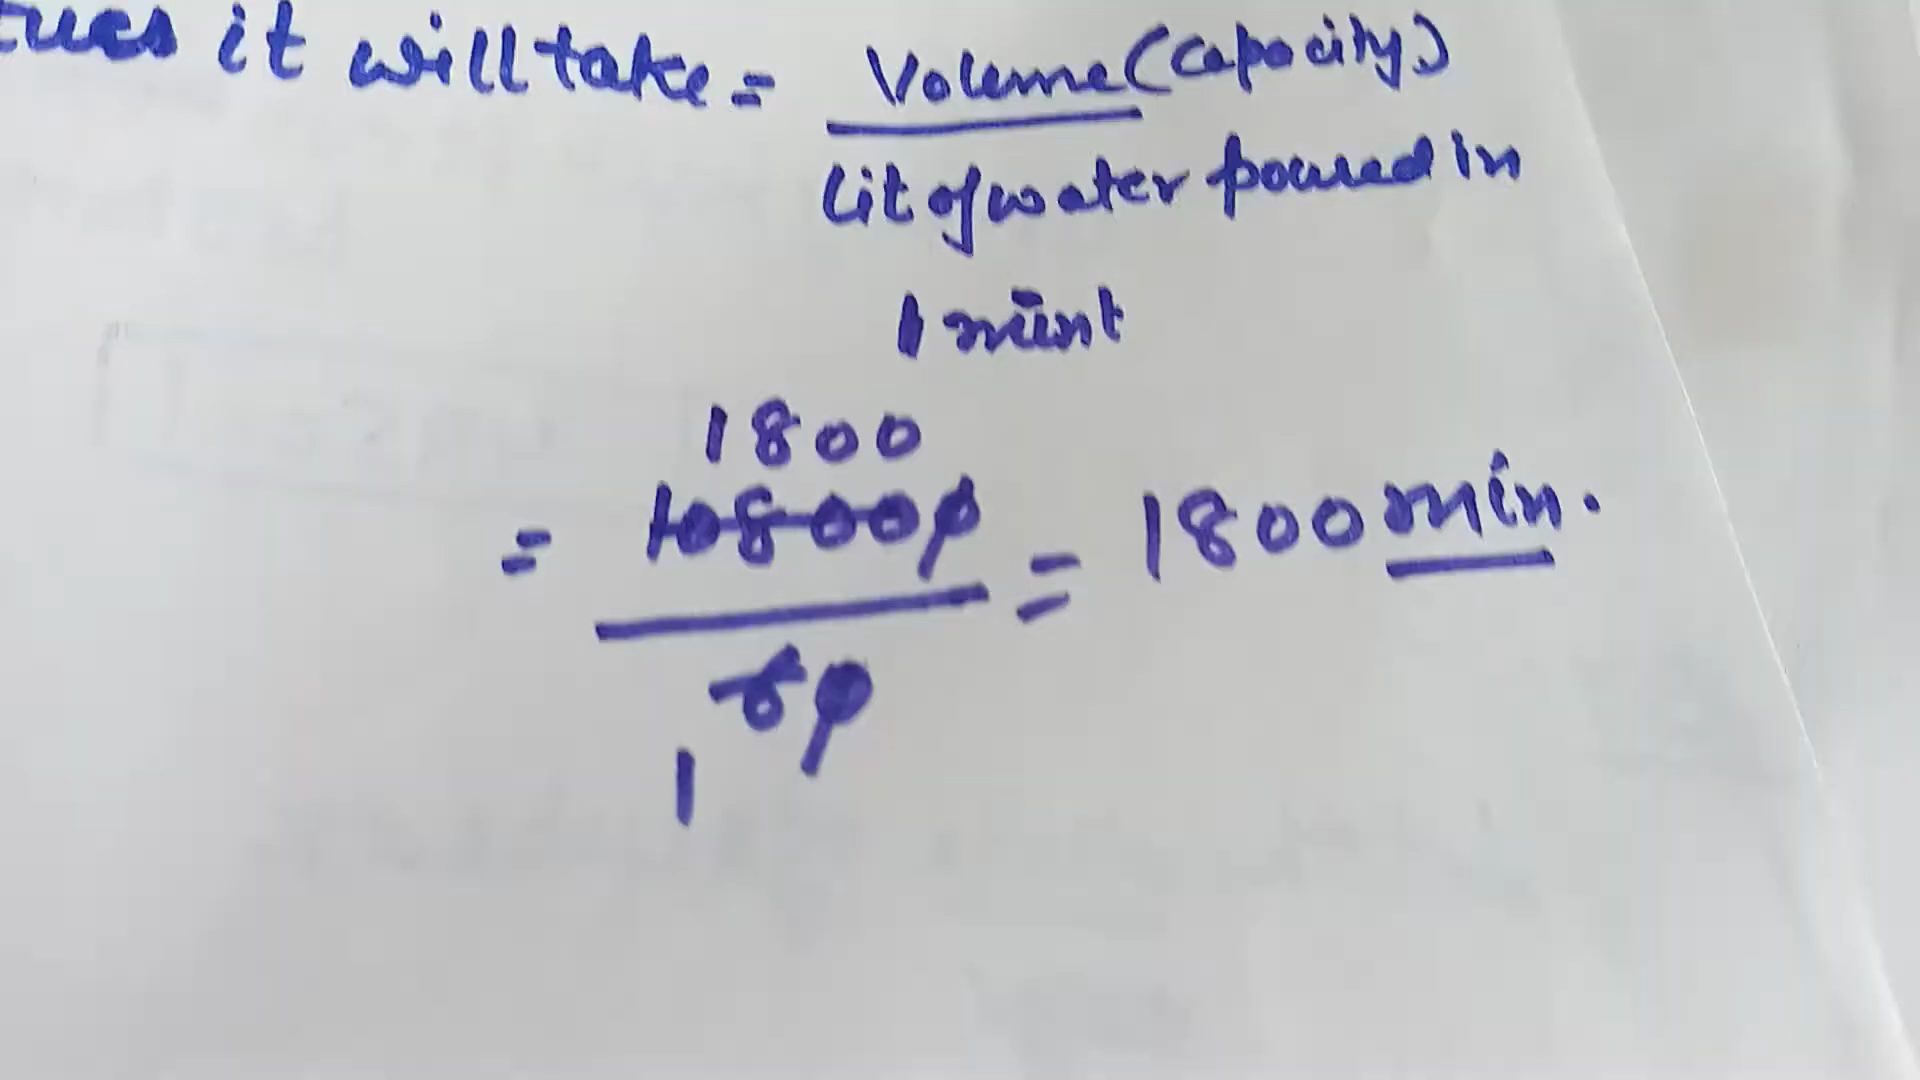 it will take = Volume (Capacity)
lit of water poured in
1 mint
1800
= 108000 = 1800 min.
60
1